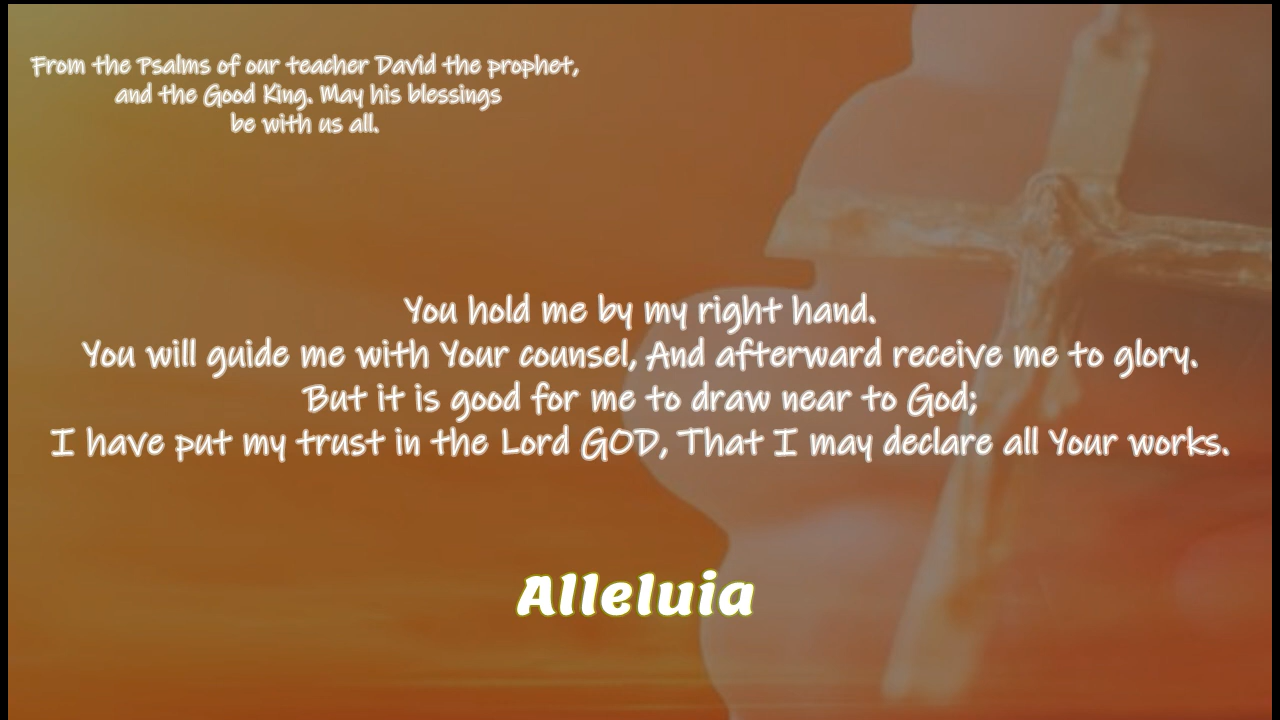 From the Psalms of our teacher David the prophet,
and the Good King. May his blessings
be with us all.
You hold me by my right hand.
You will guide me with Your counsel, And afterward receive me to glory.
But it is good for me to draw near to God;
I have put my trust in the Lord GOD, That I may declare all Your works.
Alleluia